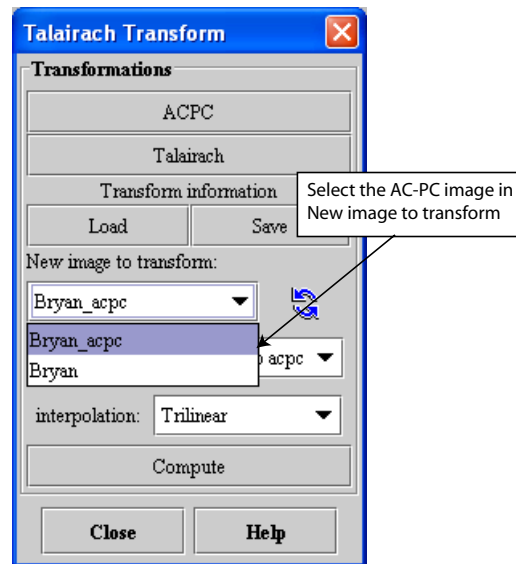 Talairach Transform
Transformations
ACPC
Talairach
Transform information
Load Save
Select the AC-PC image in
New image to transform
New image to transform:
Bryan_acpc
Bryan_acpc
Bryan
acpc
interpolation: Trilinear
Compute
Close Help